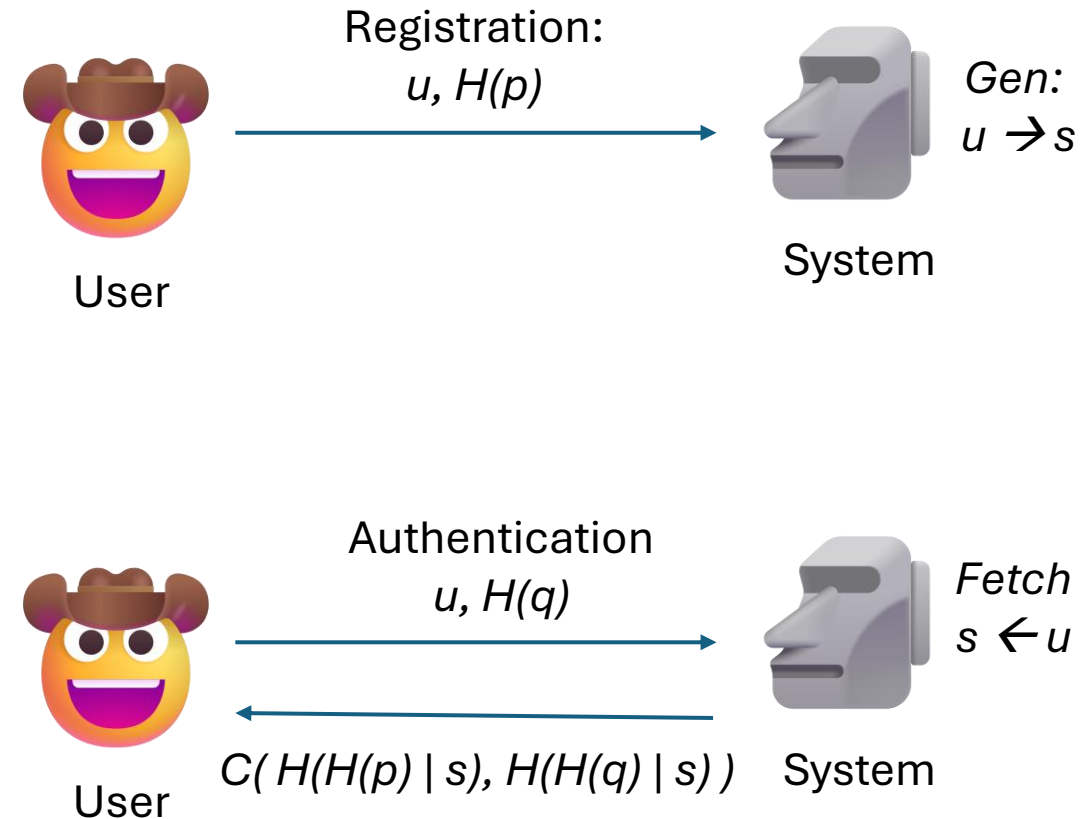 Registration:
u, H(p)
Gen:
u → s
System
User
Authentication
u, H(q)
Fetch
s ← u
C( H(H(p) | s), H(H(q) | s) )
System
User